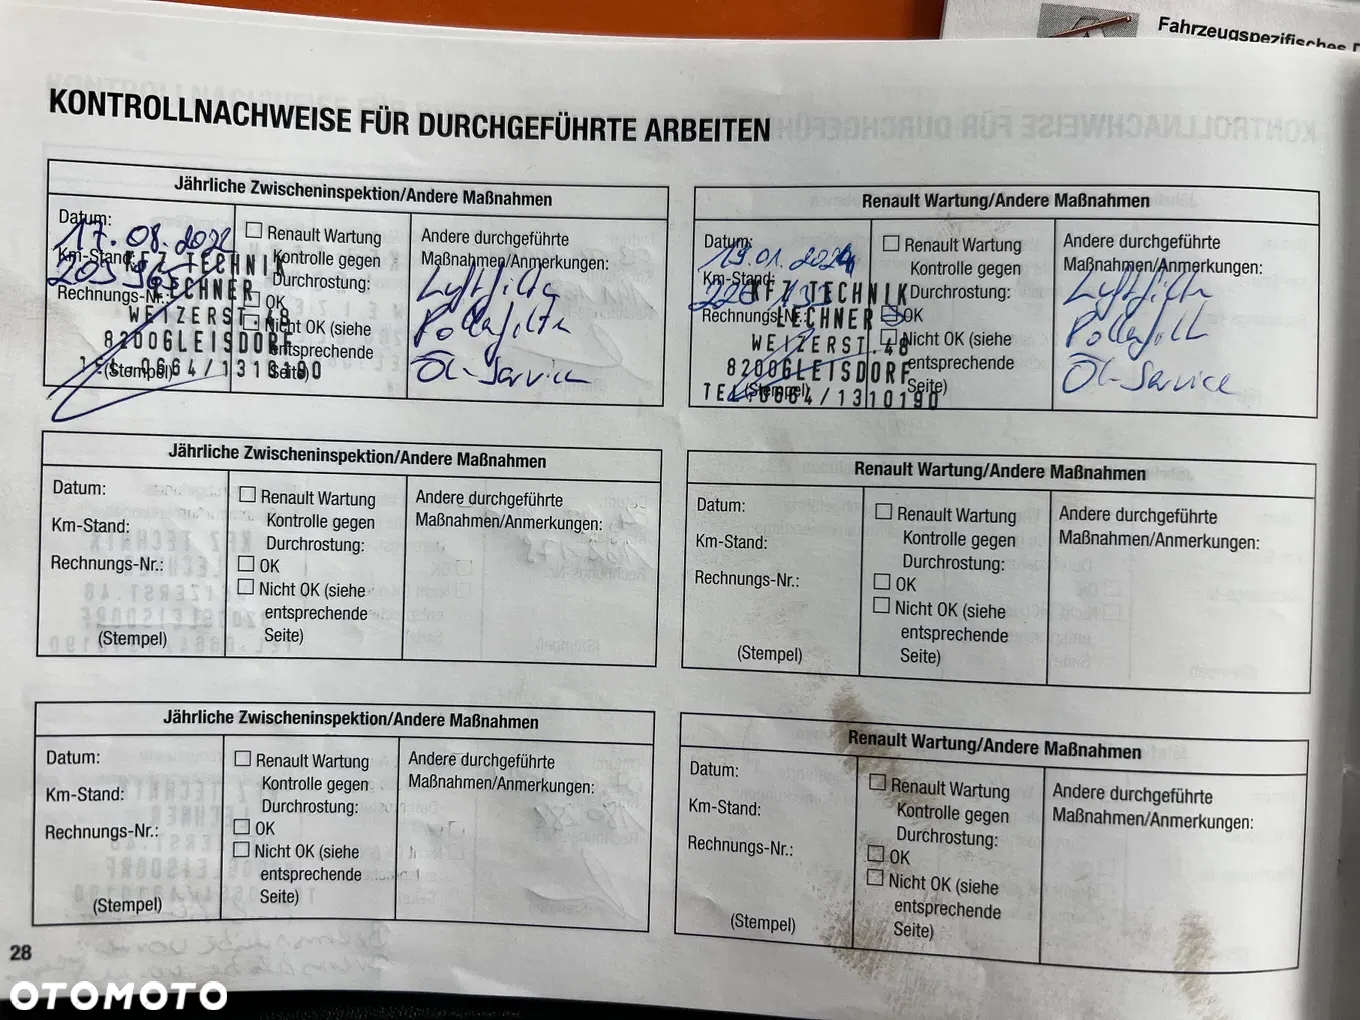 Fahrzeugspezifisches
KONTROLLNACHWEISE FÜR DURCHGEFÜHRTE ARBEITEN
Jährliche Zwischeninspektion/Andere Maßnahmen
Datum:
17.08.2022
Km-Stand:
Rechnungs-Nr.:
KFZ TECHNIK
LECHNER
WEIZERST.48
8200GLEISDORF
TEL.0664/1310190
(Stempel)
Renault Wartung
Kontrolle gegen
Durchrostung:
OK
Nicht OK (siehe
entsprechende
Seite)
Andere durchgeführte
Maßnahmen/Anmerkungen:
Luftfilter
Pollenfilter
Öl-Service
Renault Wartung/Andere Maßnahmen
Datum:
19.01.2024
Km-Stand:
Rechnungs-Nr.:
KFZ TECHNIK
LECHNER
WEIZERST.48
8200GLEISDORF
TEL.0664/1310190
(Stempel)
Renault Wartung
Kontrolle gegen
Durchrostung:
OK
Nicht OK (siehe
entsprechende
Seite)
Andere durchgeführte
Maßnahmen/Anmerkungen:
Luftfilter
Pollenfilter
Öl-Service
Jährliche Zwischeninspektion/Andere Maßnahmen
Datum:
Km-Stand:
Rechnungs-Nr.:
(Stempel)
Renault Wartung
Kontrolle gegen
Durchrostung:
OK
Nicht OK (siehe
entsprechende
Seite)
Andere durchgeführte
Maßnahmen/Anmerkungen:
Renault Wartung/Andere Maßnahmen
Datum:
Km-Stand:
Rechnungs-Nr.:
(Stempel)
Renault Wartung
Kontrolle gegen
Durchrostung:
OK
Nicht OK (siehe
entsprechende
Seite)
Andere durchgeführte
Maßnahmen/Anmerkungen:
Jährliche Zwischeninspektion/Andere Maßnahmen
Datum:
Km-Stand:
Rechnungs-Nr.:
(Stempel)
Renault Wartung
Kontrolle gegen
Durchrostung:
OK
Nicht OK (siehe
entsprechende
Seite)
Andere durchgeführte
Maßnahmen/Anmerkungen:
Renault Wartung/Andere Maßnahmen
Datum:
Km-Stand:
Rechnungs-Nr.:
(Stempel)
Renault Wartung
Kontrolle gegen
Durchrostung:
OK
Nicht OK (siehe
entsprechende
Seite)
Andere durchgeführte
Maßnahmen/Anmerkungen:
28
OTOMOTO